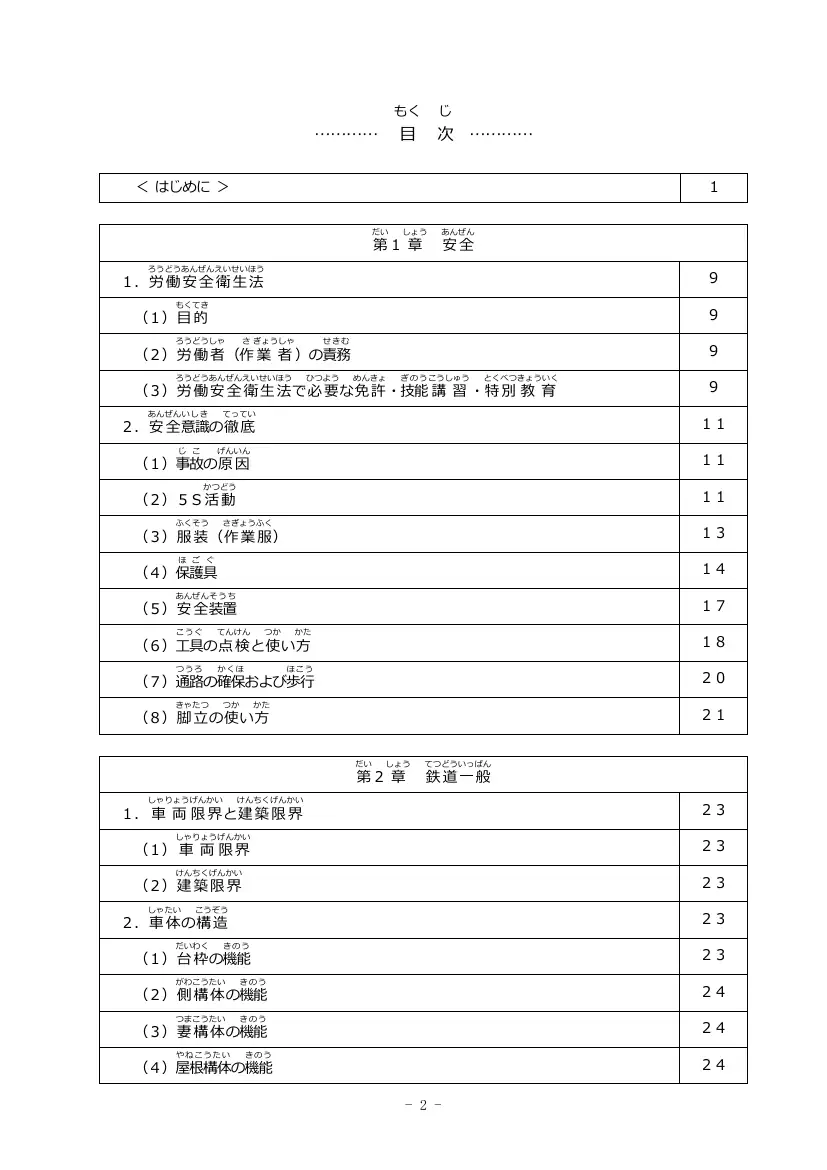 もく じ
………… 目 次 …………
＜ はじめに ＞ 1
だい しょう あんぜん
第1章 安全
ろうどうあんぜんえいせいほう
1．労働安全衛生法 9
もくてき
（1）目的 9
ろうどうしゃ さぎょうしゃ せきむ
（2）労働者（作業者）の責務 9
ろうどうあんぜんえいせいほう ひつよう めんきょ ぎのうこうしゅう とくべつきょういく
（3）労働安全衛生法で必要な免許・技能講習・特別教育 9
あんぜんいしき てってい
2．安全意識の徹底 11
じこ げんいん
（1）事故の原因 11
かつどう
（2）5S活動 11
ふくそう さぎょうふく
（3）服装（作業服） 13
ほごぐ
（4）保護具 14
あんぜんそうち
（5）安全装置 17
こうぐ てんけん つか かた
（6）工具の点検と使い方 18
つうろ かくほ ほこう
（7）通路の確保および歩行 20
きゃたつ つか かた
（8）脚立の使い方 21
だい しょう てつどういっぱん
第2章 鉄道一般
しゃりょうげんかい けんちくげんかい
1．車両限界と建築限界 23
しゃりょうげんかい
（1）車両限界 23
けんちくげんかい
（2）建築限界 23
しゃたい こうぞう
2．車体の構造 23
だいわく きのう
（1）台枠の機能 23
がわこうたい きのう
（2）側構体の機能 24
つまこうたい きのう
（3）妻構体の機能 24
やねこうたい きのう
（4）屋根構体の機能 24
- 2 -